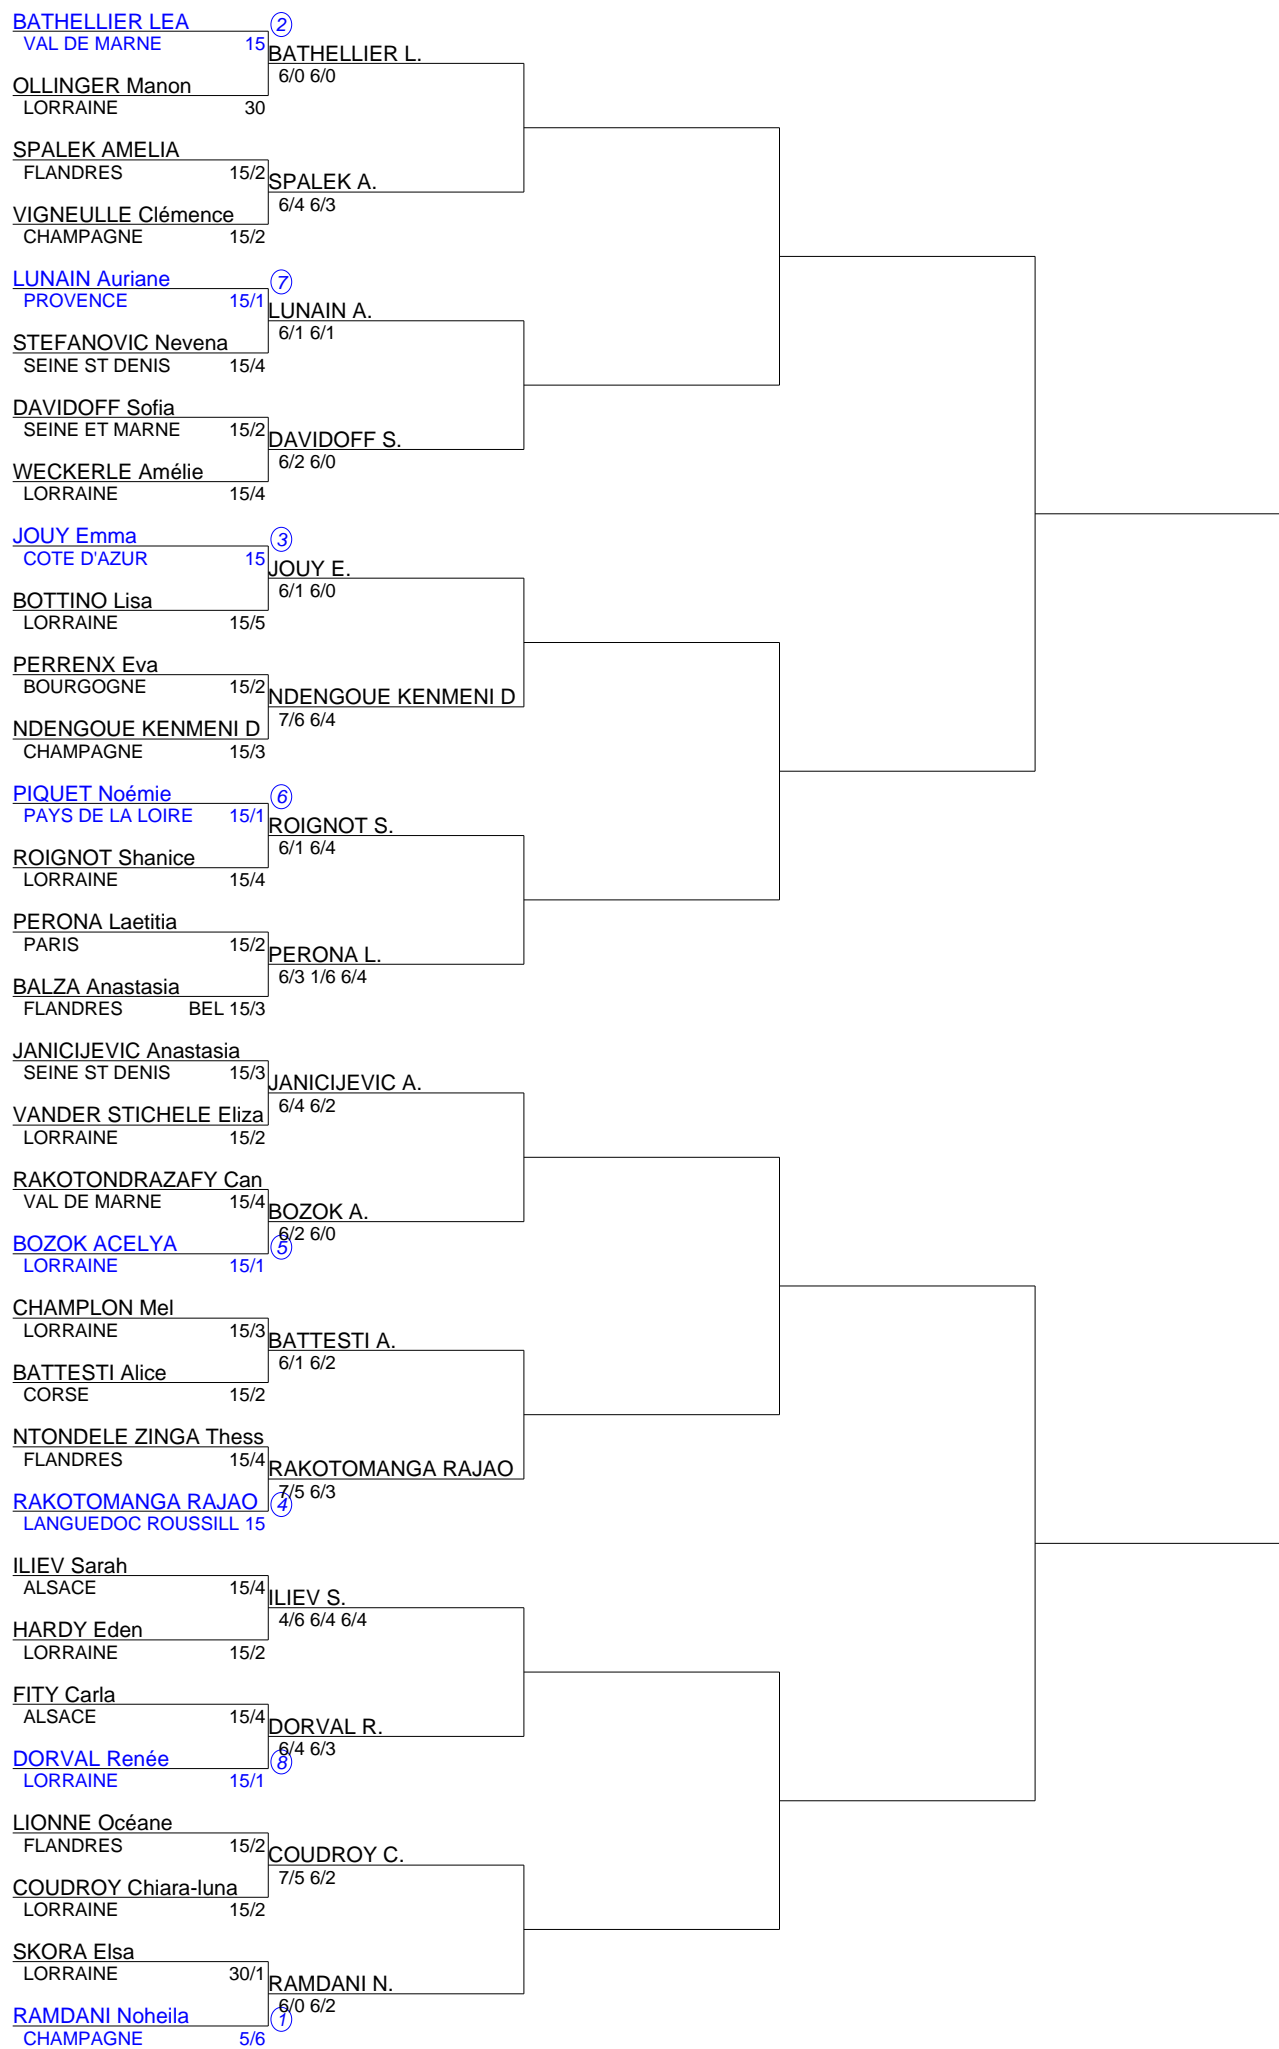 BATHELLIER LEA 2
VAL DE MARNE 15
BATHELLIER L.
6/0 6/0
OLLINGER Manon
LORRAINE 30
SPALEK AMELIA
FLANDRES 15/2
SPALEK A.
6/4 6/3
VIGNEULLE Clémence
CHAMPAGNE 15/2
LUNAIN Auriane 7
PROVENCE 15/1
LUNAIN A.
6/1 6/1
STEFANOVIC Nevena
SEINE ST DENIS 15/4
DAVIDOFF Sofia
SEINE ET MARNE 15/2
DAVIDOFF S.
6/2 6/0
WECKERLE Amélie
LORRAINE 15/4
JOUY Emma 3
COTE D'AZUR 15
JOUY E.
6/1 6/0
BOTTINO Lisa
LORRAINE 15/5
PERRENX Eva
BOURGOGNE 15/2
NDENGOUE KENMENI D
7/6 6/4
NDENGOUE KENMENI D
CHAMPAGNE 15/3
PIQUET Noémie 6
PAYS DE LA LOIRE 15/1
ROIGNOT S.
6/1 6/4
ROIGNOT Shanice
LORRAINE 15/4
PERONA Laetitia
PARIS 15/2
PERONA L.
6/3 1/6 6/4
BALZA Anastasia
FLANDRES BEL 15/3
JANICIJEVIC Anastasia
SEINE ST DENIS 15/3
JANICIJEVIC A.
6/4 6/2
VANDER STICHELE Eliza
LORRAINE 15/2
RAKOTONDRAZAFY Can
VAL DE MARNE 15/4
BOZOK A.
6/2 6/0
BOZOK ACELYA 5
LORRAINE 15/1
CHAMPLON Mel
LORRAINE 15/3
BATTESTI A.
6/1 6/2
BATTESTI Alice
CORSE 15/2
NTONDELE ZINGA Thess
FLANDRES 15/4
RAKOTOMANGA RAJAO
7/5 6/3
RAKOTOMANGA RAJAO 4
LANGUEDOC ROUSSILL 15
ILIEV Sarah
ALSACE 15/4
ILIEV S.
4/6 6/4 6/4
HARDY Eden
LORRAINE 15/2
FITY Carla
ALSACE 15/4
DORVAL R.
6/4 6/3
DORVAL Renée 8
LORRAINE 15/1
LIONNE Océane
FLANDRES 15/2
COUDROY C.
7/5 6/2
COUDROY Chiara-luna
LORRAINE 15/2
SKORA Elsa
LORRAINE 30/1
RAMDANI N.
6/0 6/2
RAMDANI Noheila 1
CHAMPAGNE 5/6